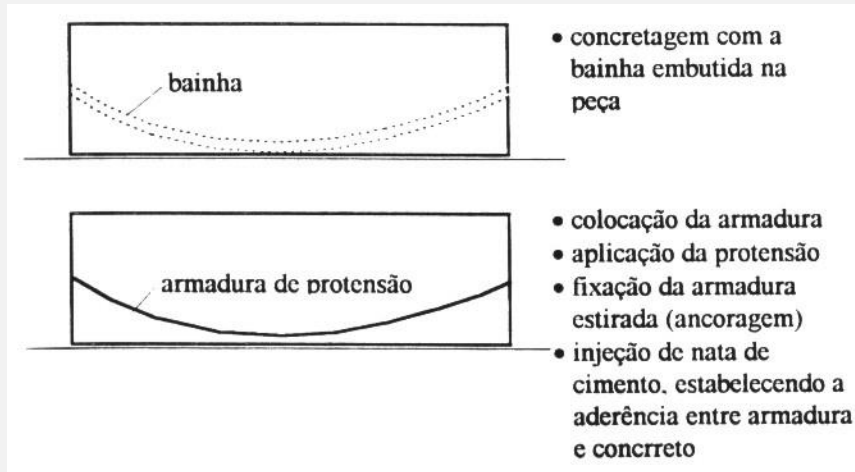 bainha
• concretagem com a
bainha embutida na
peça
armadura de protensão
• colocação da armadura
• aplicação da protensão
• fixação da armadura
estirada (ancoragem)
• injeção de nata de
cimento, estabelecendo a
aderência entre armadura
e concrreto